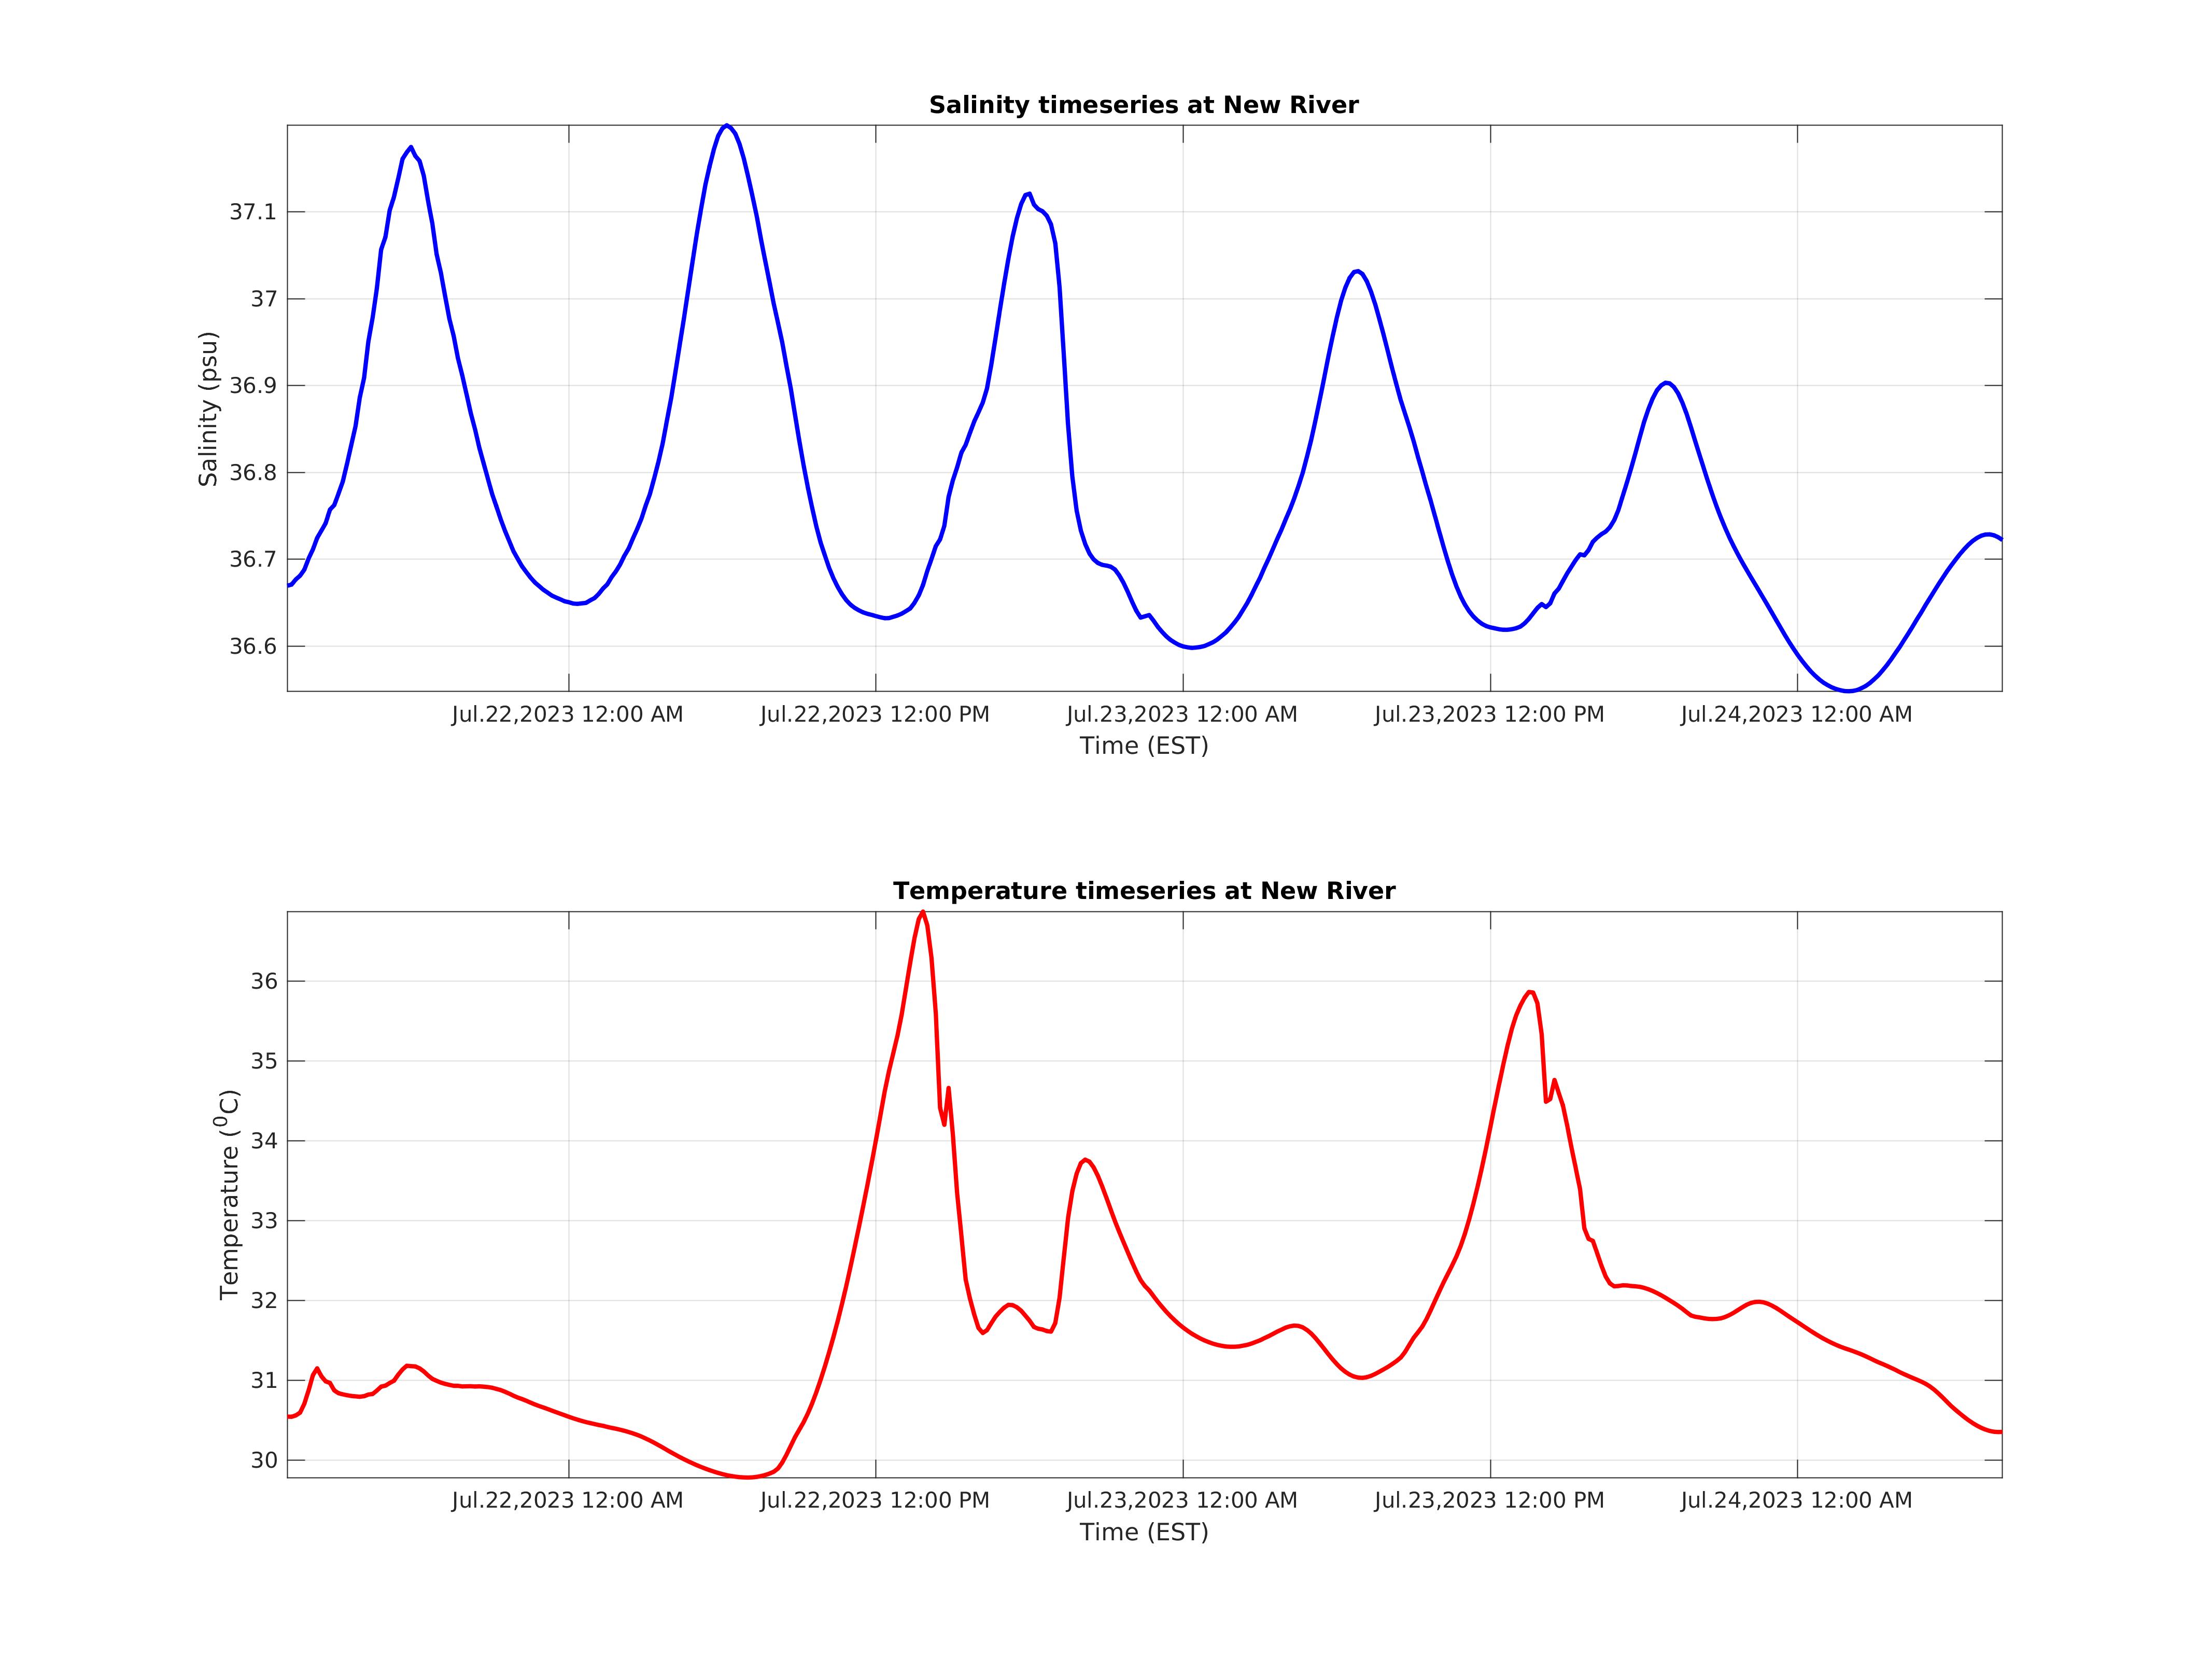 Salinity timeseries at New River
Salinity (psu)
37.1
37
36.9
36.8
36.7
36.6
Jul.22,2023 12:00 AM
Jul.22,2023 12:00 PM
Jul.23,2023 12:00 AM
Jul.23,2023 12:00 PM
Jul.24,2023 12:00 AM
Time (EST)
Temperature timeseries at New River
Temperature (⁰C)
36
35
34
33
32
31
30
Jul.22,2023 12:00 AM
Jul.22,2023 12:00 PM
Jul.23,2023 12:00 AM
Jul.23,2023 12:00 PM
Jul.24,2023 12:00 AM
Time (EST)